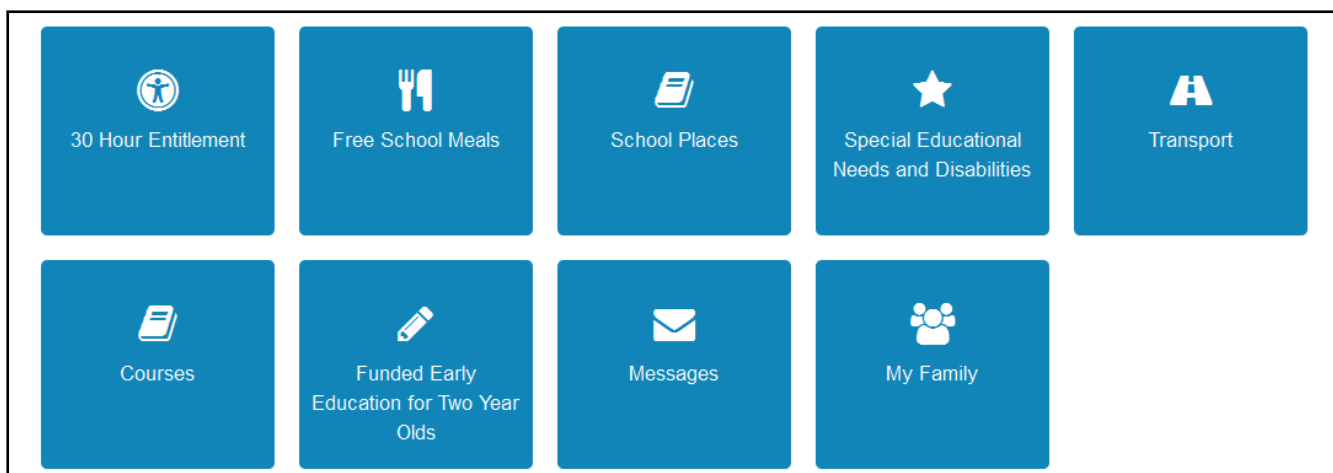 30 Hour Entitlement
Free School Meals
School Places
Special Educational
Needs and Disabilities
Transport
Courses
Funded Early
Education for Two Year
Olds
Messages
My Family